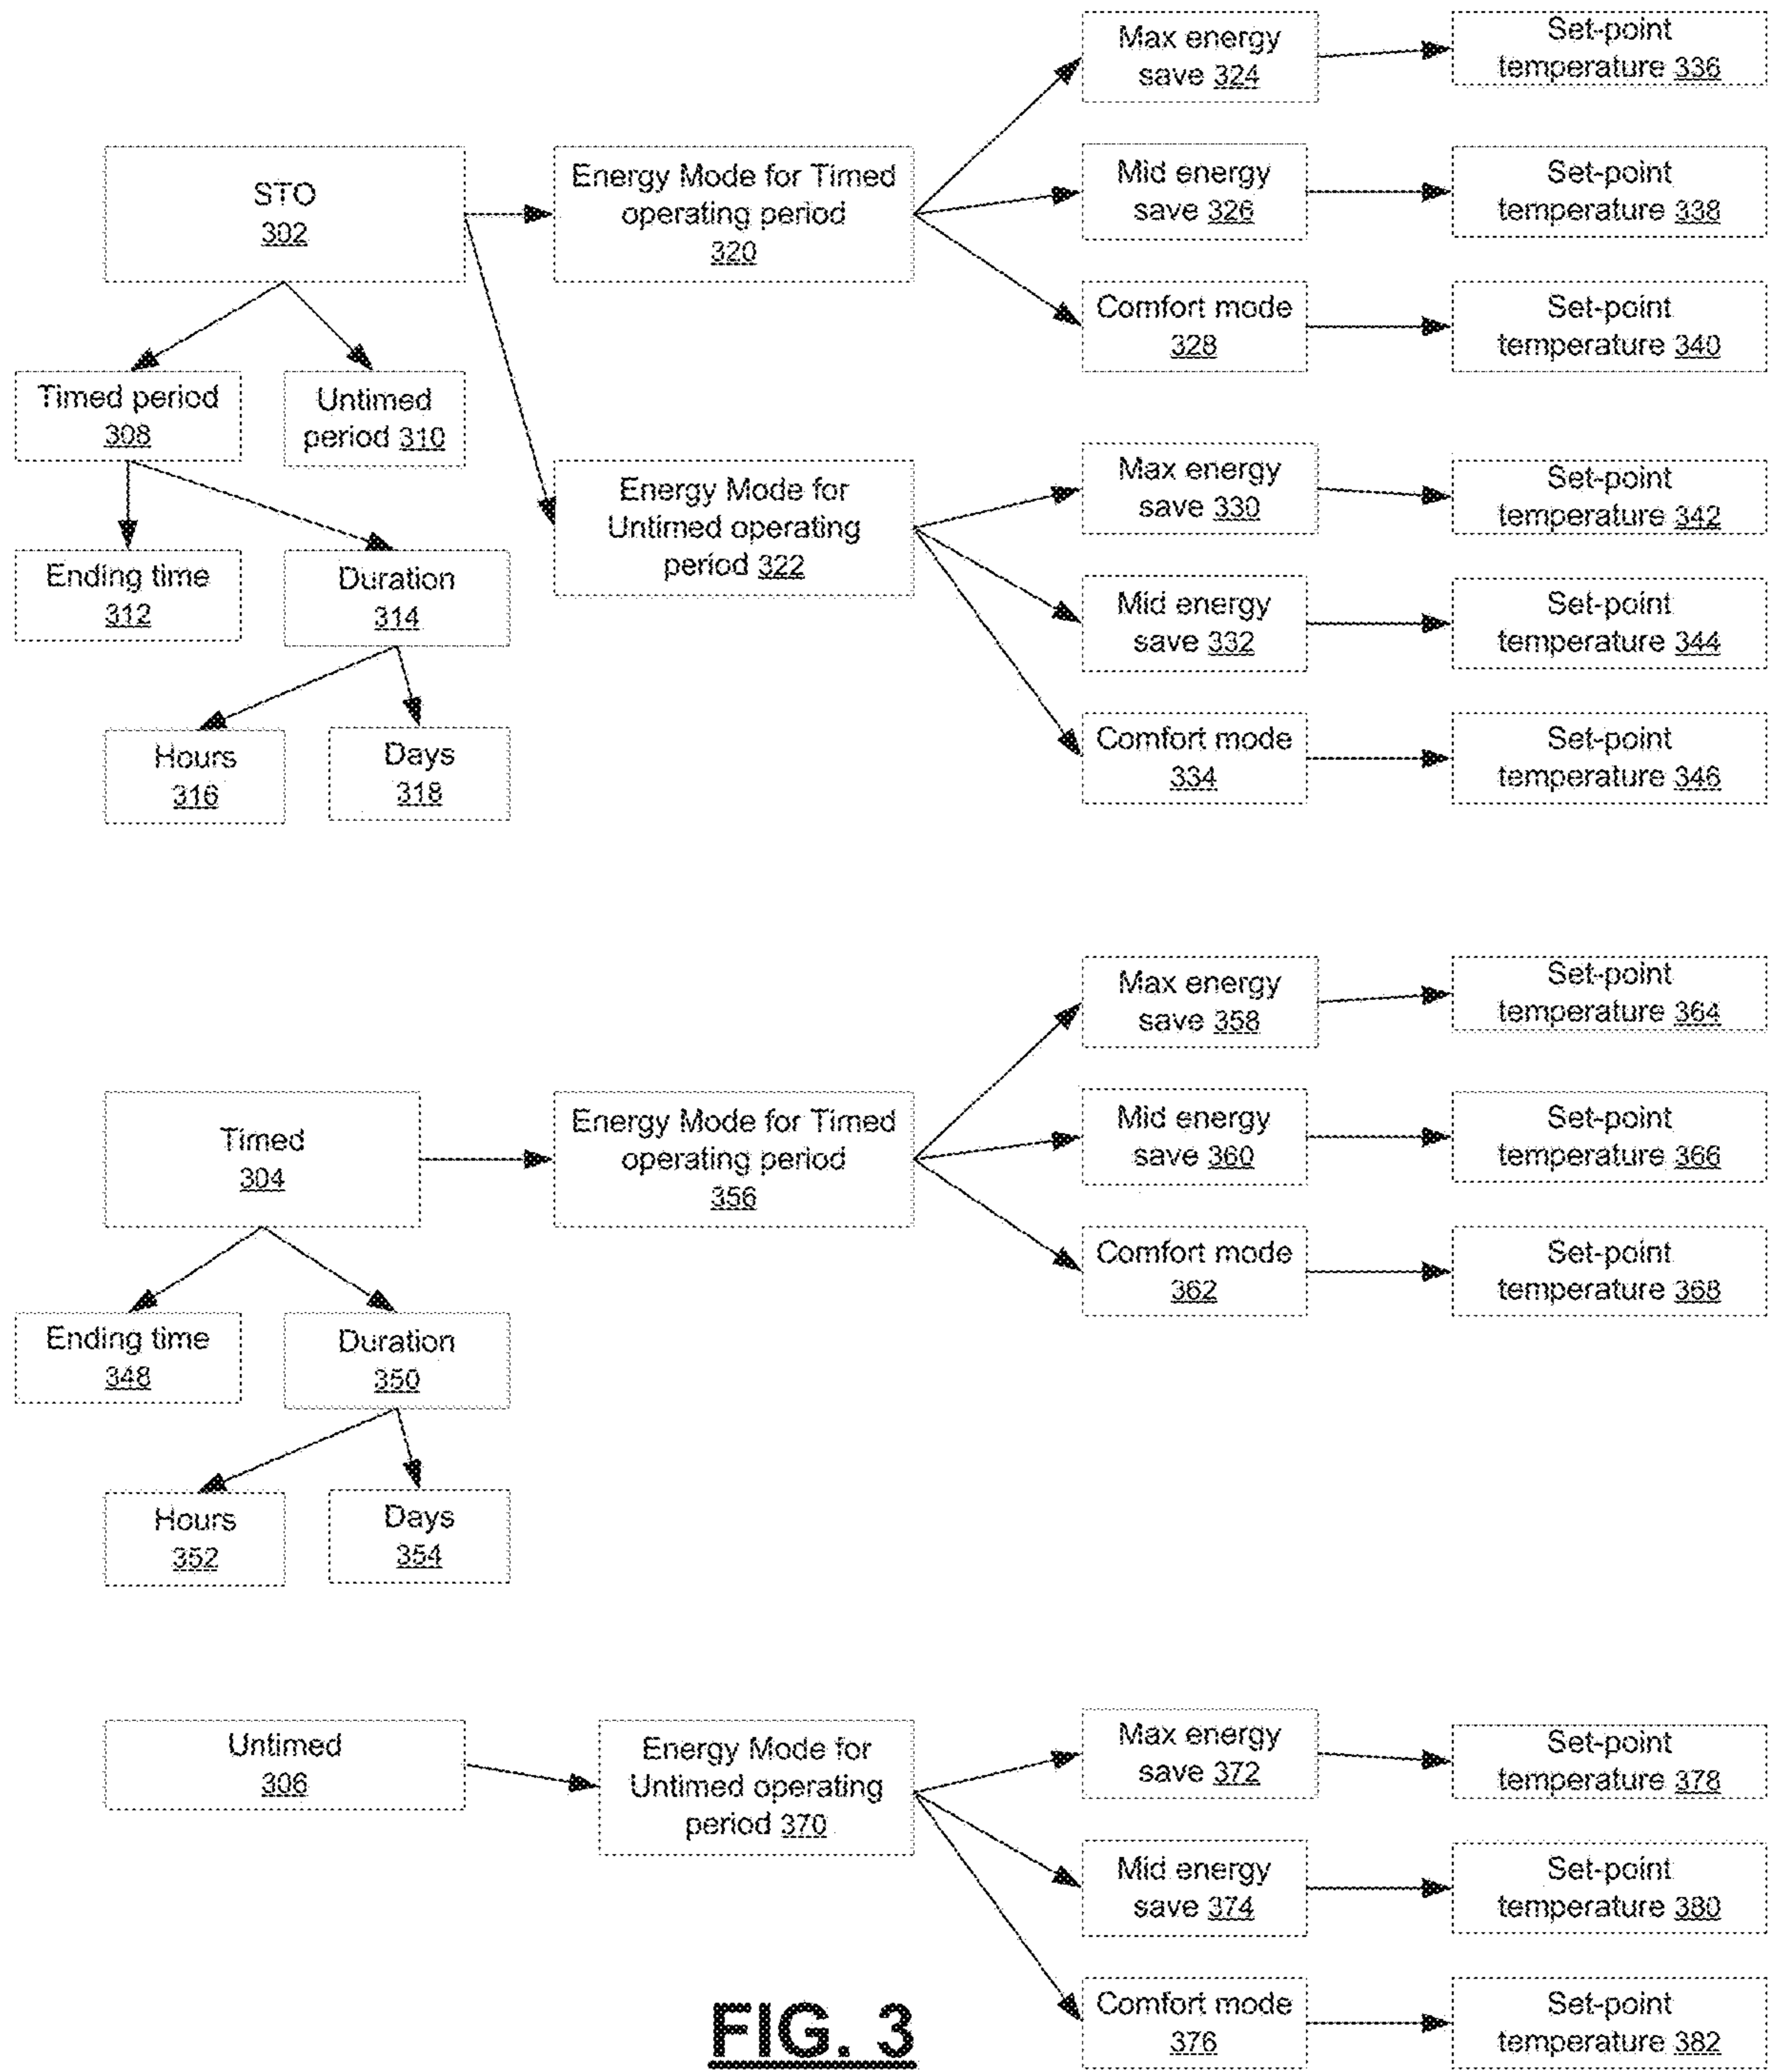 Max energy
save 324
Set-point
temperature 336
STO
302
Energy Mode for Timed
operating period
320
Mid energy
save 326
Set-point
temperature 338
Comfort mode
328
Set-point
temperature 340
Timed period
308
Untimed
period 310
Energy Mode for
Untimed operating
period 322
Max energy
save 330
Set-point
temperature 342
Ending time
312
Duration
314
Mid energy
save 332
Set-point
temperature 344
Hours
316
Days
318
Comfort mode
334
Set-point
temperature 346
Max energy
save 358
Set-point
temperature 364
Timed
304
Energy Mode for Timed
operating period
356
Mid energy
save 360
Set-point
temperature 366
Comfort mode
362
Set-point
temperature 368
Ending time
348
Duration
350
Hours
352
Days
354
Untimed
306
Energy Mode for
Untimed operating
period 370
Max energy
save 372
Set-point
temperature 378
Mid energy
save 374
Set-point
temperature 380
Comfort mode
376
Set-point
temperature 382
FIG. 3